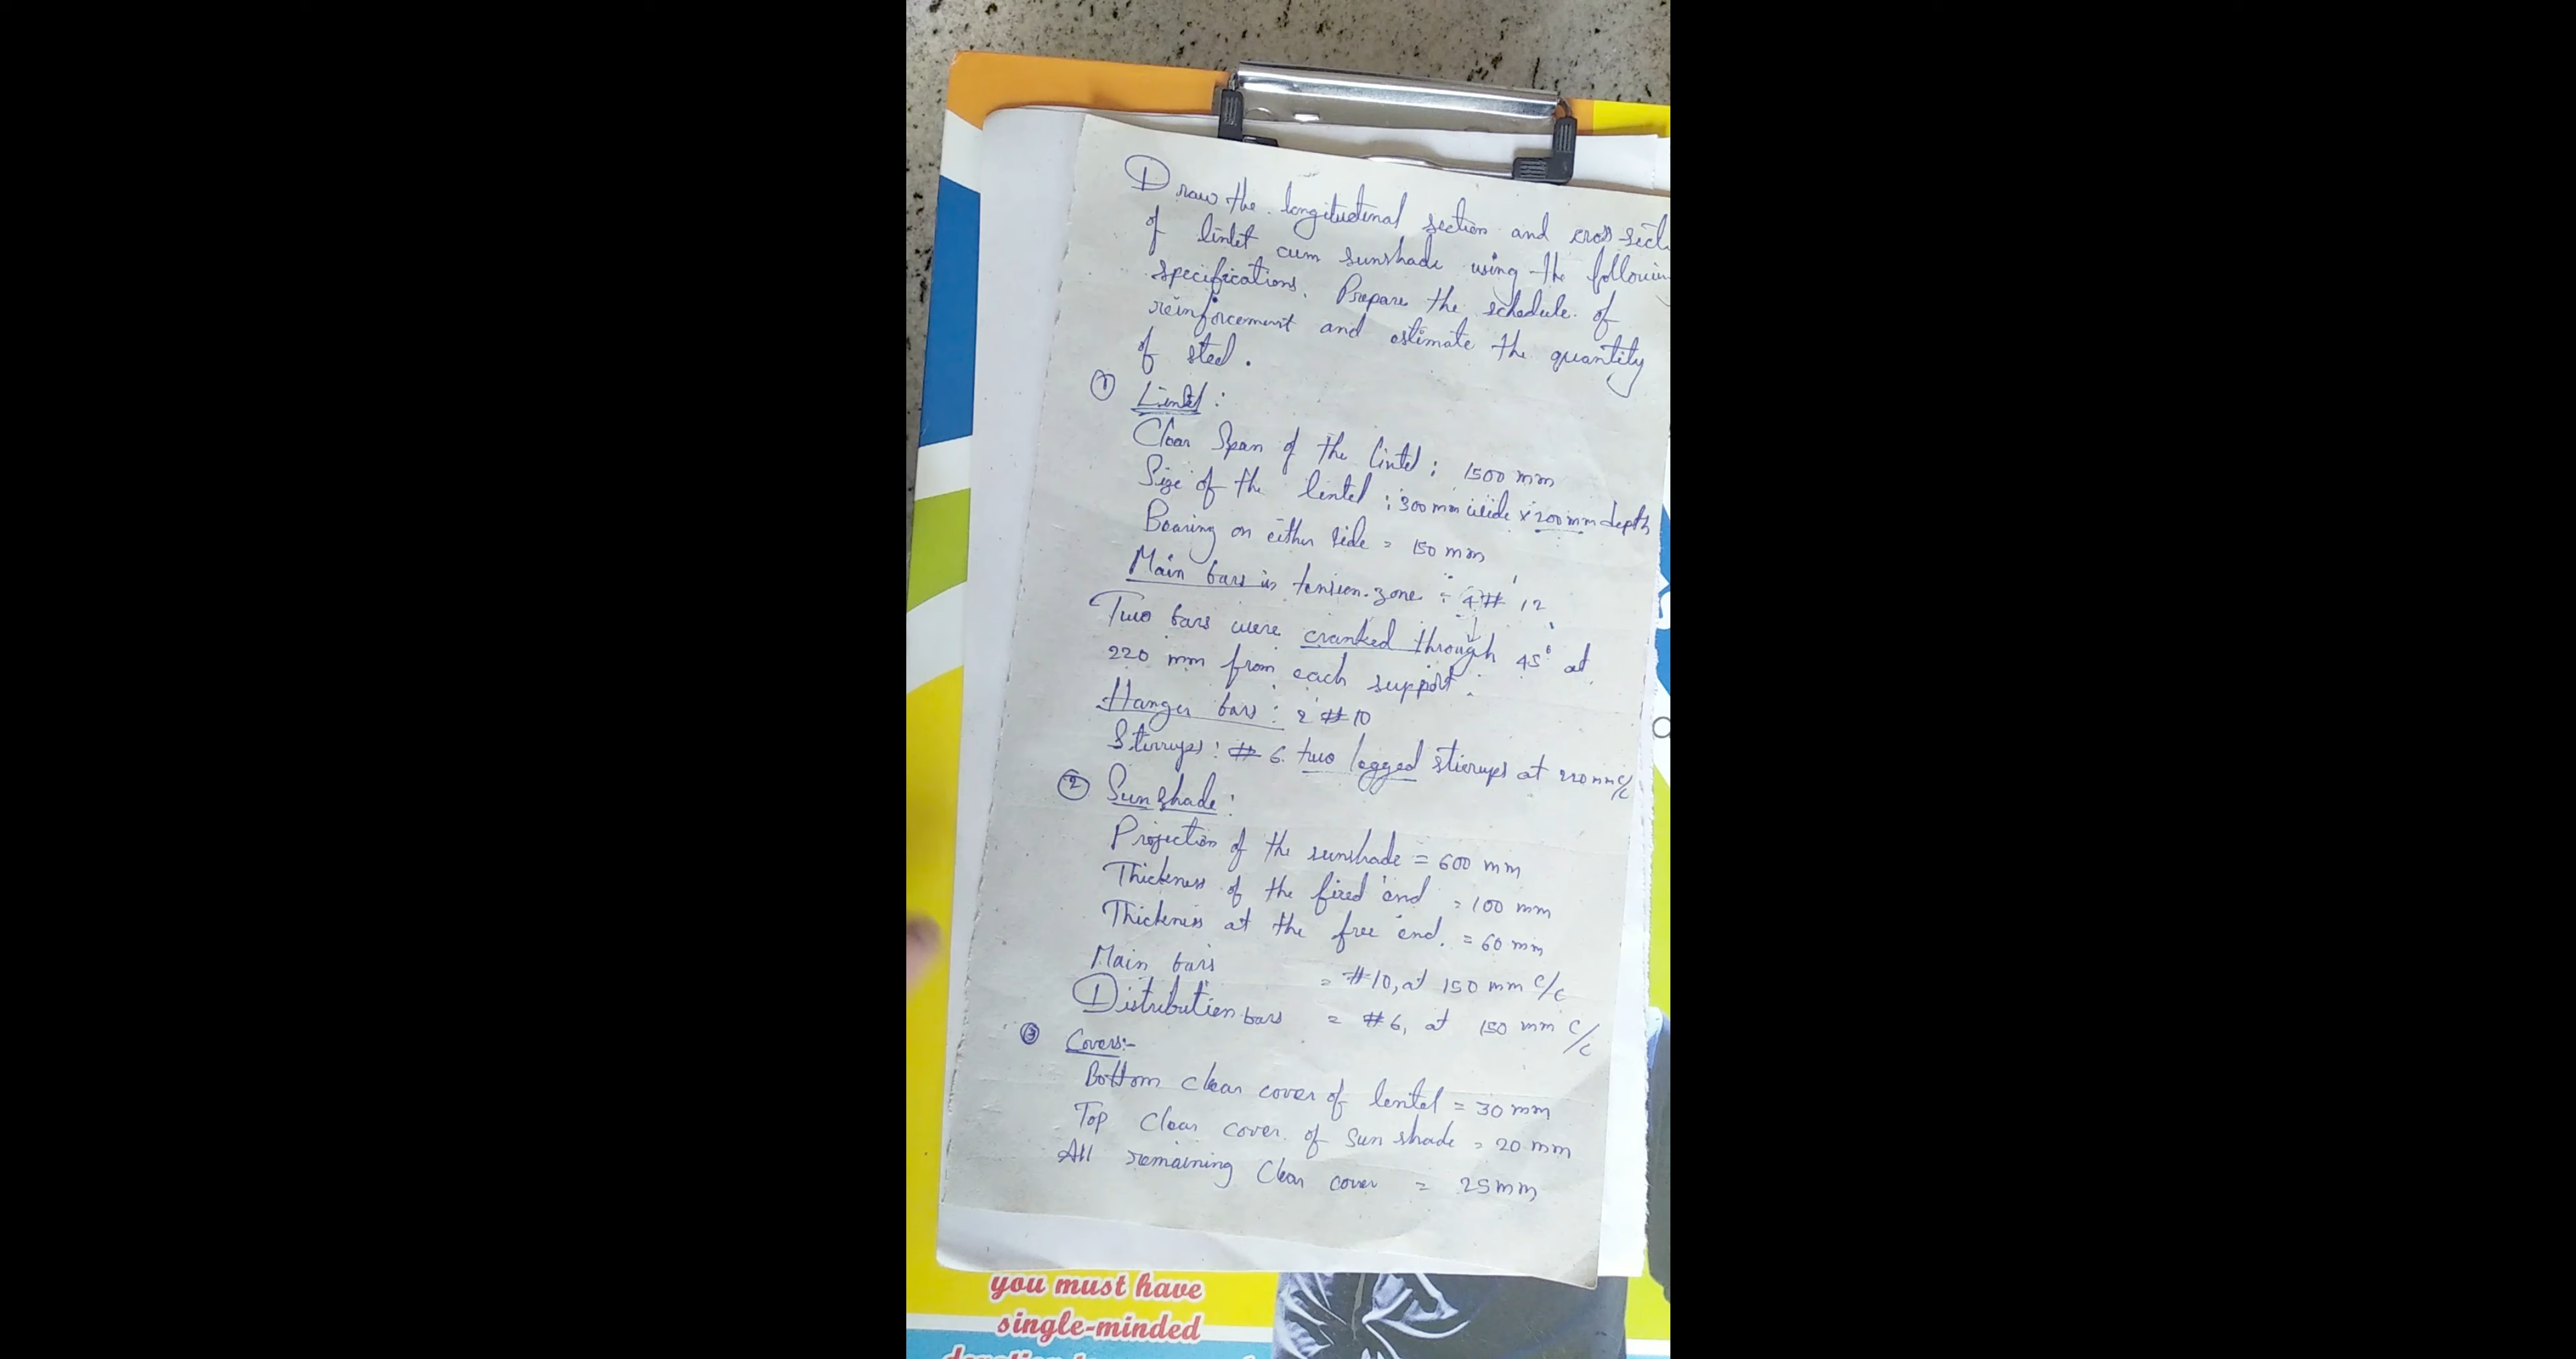 Draw the longitudinal section and cross secti
of lintel cum sunshade using the following
specifications. Prepare the schedule of
reinforcement and estimate the quantity
of steel.
① Lintel:
Clear Span of the lintel: 1500 mm
Size of the lentel: 300 mm wide x 200 mm depth
Bearing on either side = 150 mm
Main bars in tension zone: 4 # 12
Two bars were cranked through 45° at
220 mm from each support.
Hanger bars: 2 # 10
Stirrups: # 6 two legged stirrups at 220 mm c/c
② Sunshade:
Projection of the sunshade = 600 mm
Thickness of the fixed end = 100 mm
Thickness at the free end. = 60 mm
Main bars = #10, at 150 mm c/c
Distribution bars = #6, at 150 mm c/c
③ Covers:-
Bottom clear cover of lentel = 30 mm
Top clear cover of sun shade = 20 mm
All remaining clear cover = 25 mm
you must have
single-minded